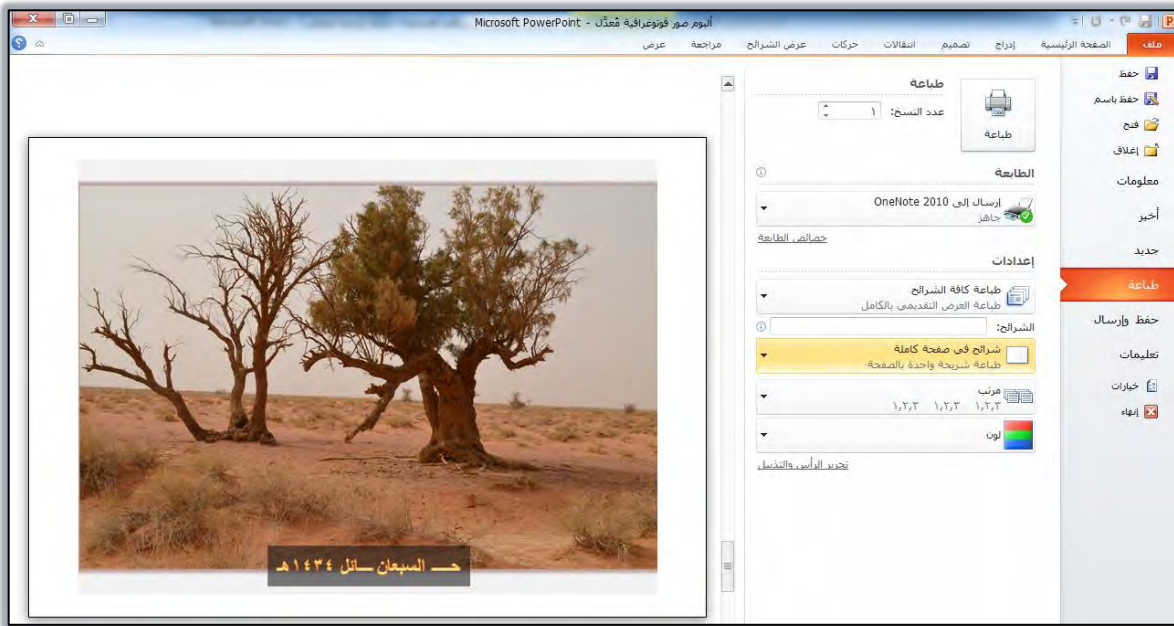 ألبوم صور فوتوغرافية مُعدَّل - Microsoft PowerPoint
ملف الصفحة الرئيسية إدراج تصميم انتقالات حركات عرض الشرائح مراجعة عرض
حفظ
حفظ باسم
فتح
إغلاق
معلومات
أخير
جديد
طباعة
حفظ وإرسال
تعليمات
خيارات
إنهاء
طباعة
طباعة
عدد النسخ: ١
الطابعة
إرسال إلى OneNote 2010
جاهز
خصائص الطابعة
إعدادات
طباعة كافة الشرائح
طباعة العرض التقديمي بالكامل
الشرائح:
شرائح في صفحة كاملة
طباعة شريحة واحدة بالصفحة
مرتب
١,٢,٣ ١,٢,٣ ١,٢,٣
لون
تحرير الرأس والتذييل
حـــ السبعان ـــائل ١٤٣٤هـ